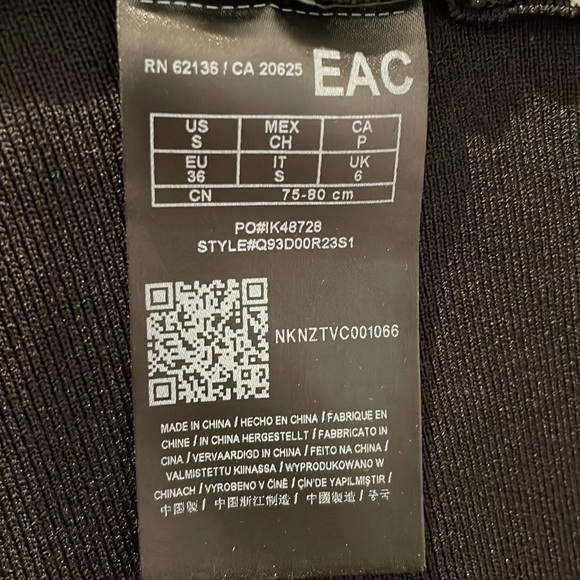 RN 62136 / CA 20625 EAC
US MEX CA
S CH P
EU IT UK
36 S 6
CN 75-80 cm
PO#IK48728
STYLE#Q93D00R23S1
NKNZTVC001066
MADE IN CHINA / HECHO EN CHINA / FABRIQUE EN
CHINE / IN CHINA HERGESTELLT / FABBRICATO IN
CINA / VERVAARDIGD IN CHINA / FEITO NA CHINA /
VALMISTETTU KIINASSA / WYPRODUKOWANO W
CHINACH / VYROBENO V ČÍNĚ / ÇIN'DE YAPILMIŞTIR /
中国製 / 中国浙江制造 / 中國製造 / 중국